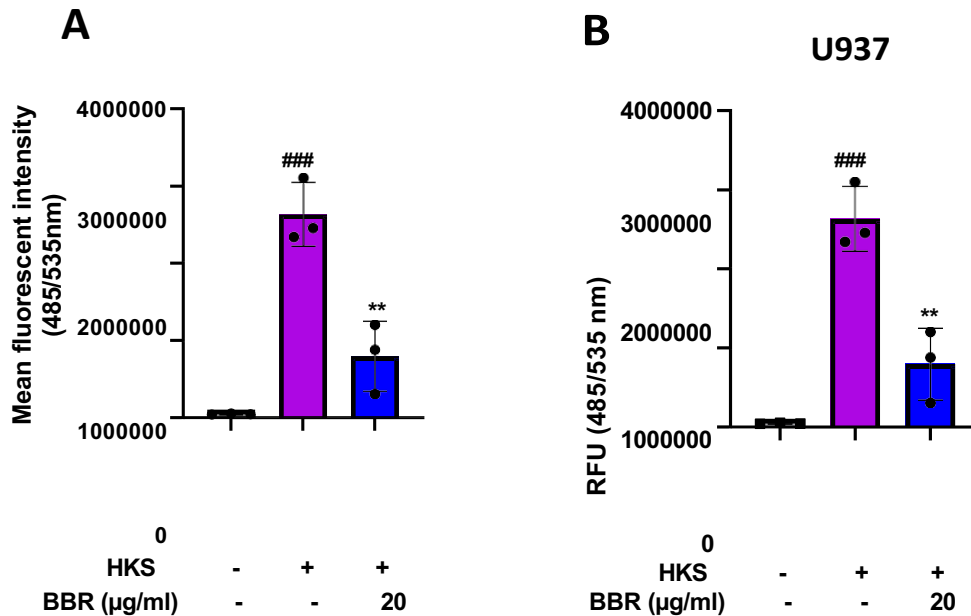 A
Mean fluorescent intensity
(485/535nm)
4000000
3000000
2000000
1000000
0
###
**
HKS - + +
BBR (µg/ml) - - 20
B
U937
RFU (485/535 nm)
4000000
3000000
2000000
1000000
0
###
**
HKS - + +
BBR (µg/ml) - - 20